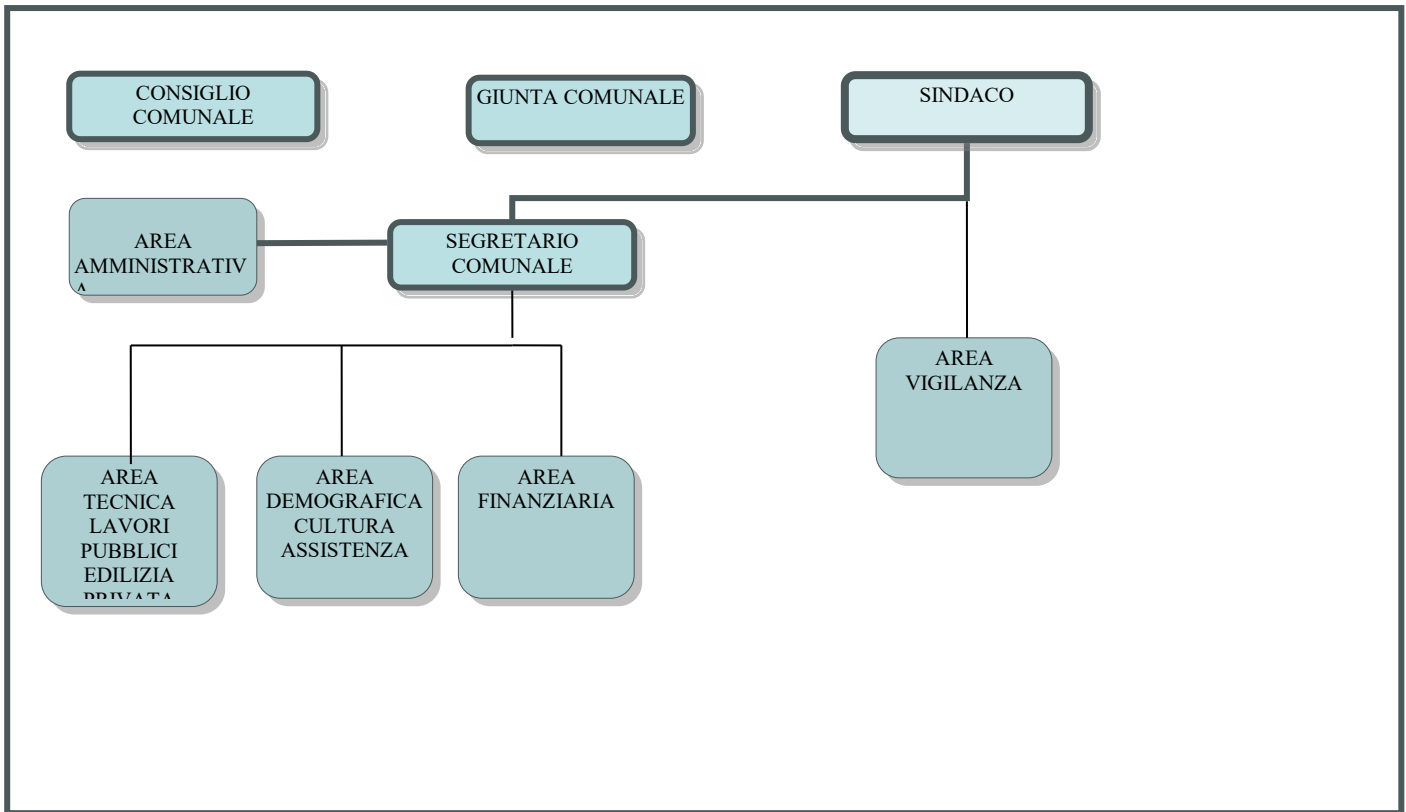 CONSIGLIO
COMUNALE
GIUNTA COMUNALE
SINDACO
AREA
AMMINISTRATIV
A
SEGRETARIO
COMUNALE
AREA
VIGILANZA
AREA
TECNICA
LAVORI
PUBBLICI
EDILIZIA
PRIVATA
AREA
DEMOGRAFICA
CULTURA
ASSISTENZA
AREA
FINANZIARIA